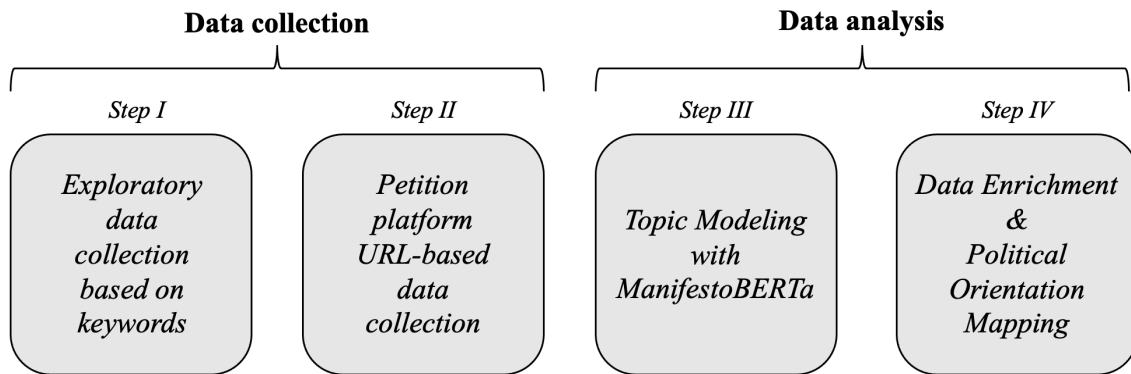 Data collection
Data analysis
Step I
Step II
Step III
Step IV
Exploratory
data
collection
based on
keywords
Petition
platform
URL-based
data
collection
Topic Modeling
with
ManifestoBERTa
Data Enrichment
&
Political
Orientation
Mapping